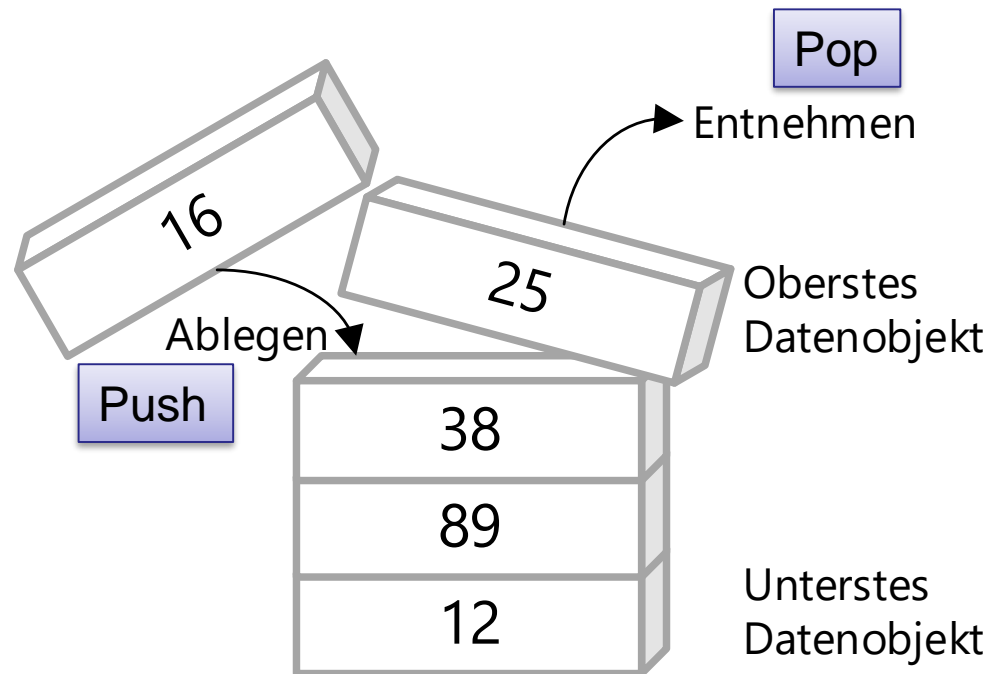 Pop
Entnehmen
16
25
Oberstes
Datenobjekt
Ablegen
Push
38
89
12
Unterstes
Datenobjekt